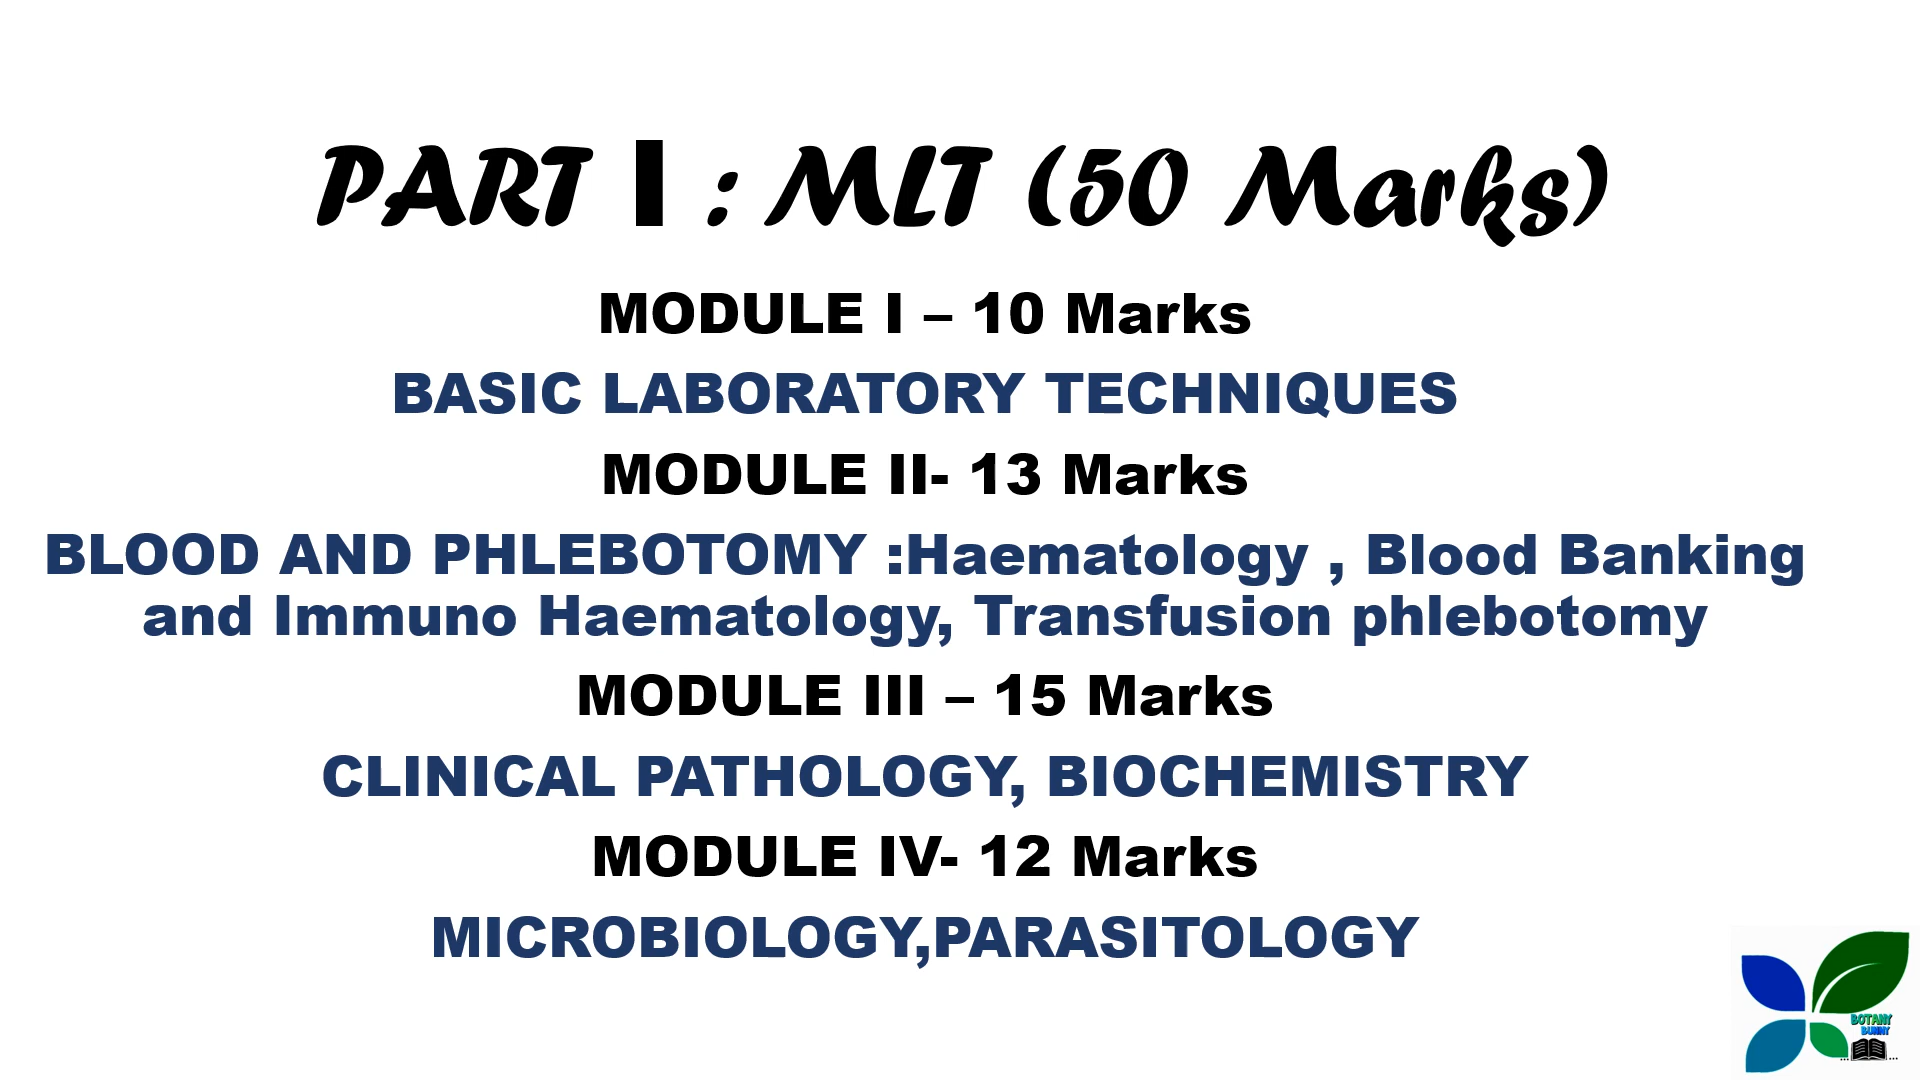 PART I : MLT (50 Marks)
MODULE I – 10 Marks
BASIC LABORATORY TECHNIQUES
MODULE II- 13 Marks
BLOOD AND PHLEBOTOMY :Haematology , Blood Banking
and Immuno Haematology, Transfusion phlebotomy
MODULE III – 15 Marks
CLINICAL PATHOLOGY, BIOCHEMISTRY
MODULE IV- 12 Marks
MICROBIOLOGY,PARASITOLOGY
BOTANY
BUNNY